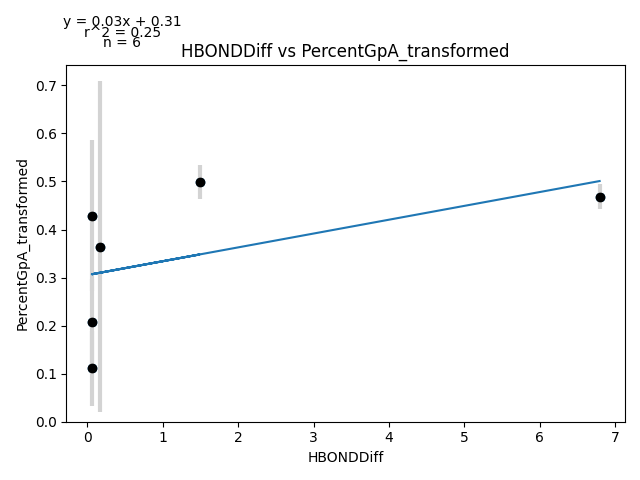 y = 0.03x + 0.31
r^2 = 0.25
n = 6
HBONDDiff vs PercentGpA_transformed
0.7
0.6
0.5
0.4
0.3
0.2
0.1
0.0
PercentGpA_transformed
0 1 2 3 4 5 6 7
HBONDDiff